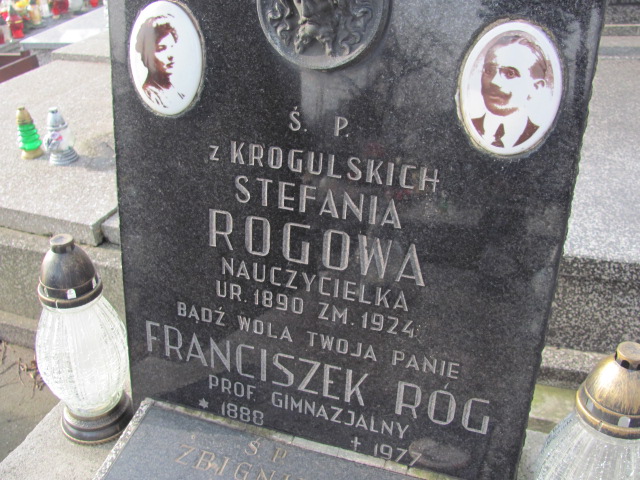 Ś. P.
z KROGULSKICH
STEFANIA
ROGOWA
NAUCZYCIELKA
UR. 1890 ZM. 1924
BĄDŹ WOLA TWOJA PANIE
FRANCISZEK RÓG
PROF. GIMNAZJALNY
* 1888 + 1977
Ś P